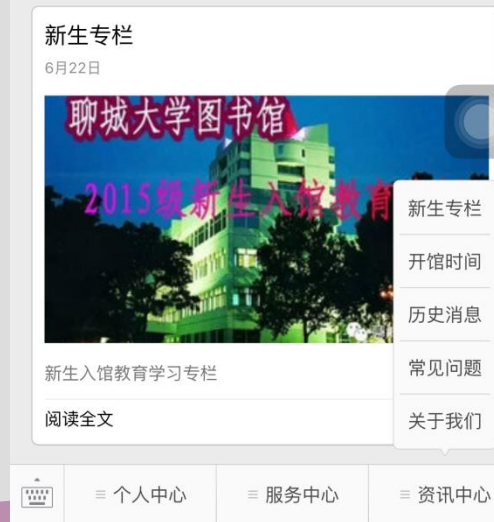 新生专栏
6月22日
聊城大学图书馆
2015级新生入馆教育
新生入馆教育学习专栏
阅读全文
新生专栏
开馆时间
历史消息
常见问题
关于我们
个人中心
服务中心
资讯中心